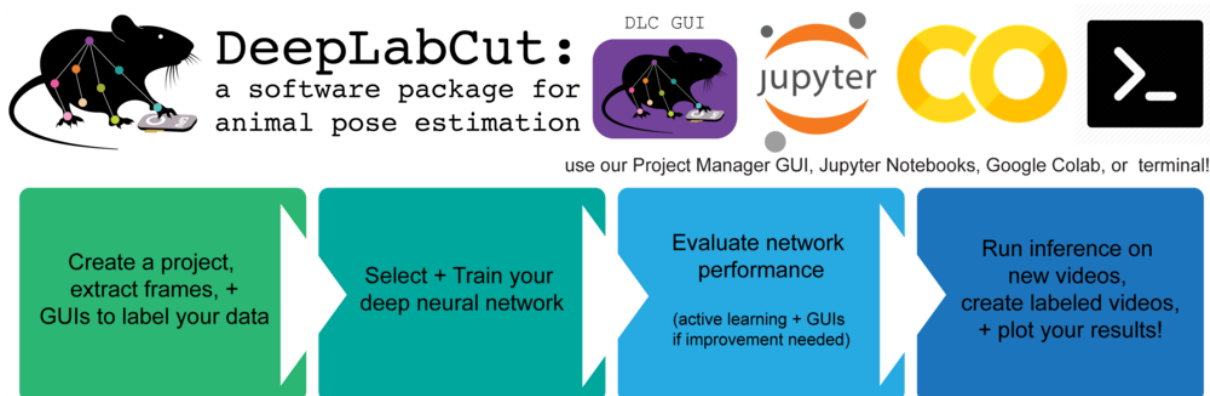 DeepLabCut:
a software package for
animal pose estimation
DLC GUI
jupyter
CO
>_
use our Project Manager GUI, Jupyter Notebooks, Google Colab, or terminal!
Create a project,
extract frames, +
GUIs to label your data
Select + Train your
deep neural network
Evaluate network
performance
(active learning + GUIs
if improvement needed)
Run inference on
new videos,
create labeled videos,
+ plot your results!